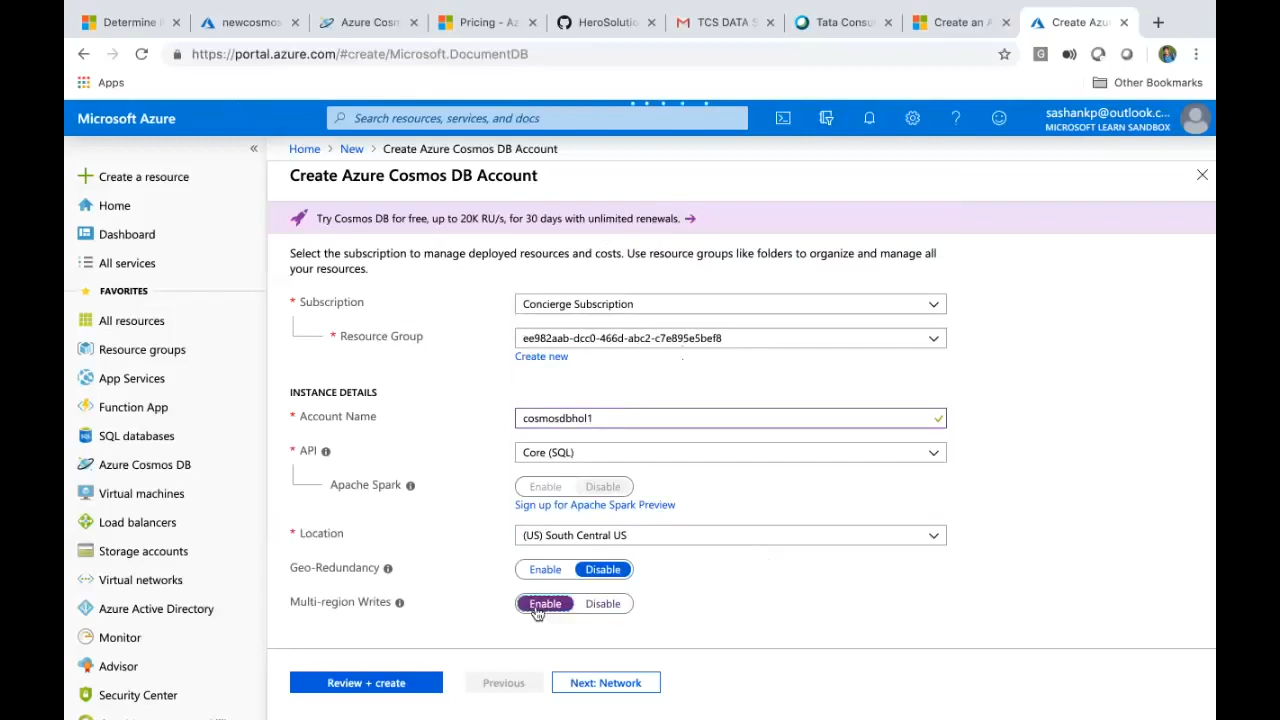 Determine
newcosmo
Azure Cosm
Pricing - Az
HeroSolutio
TCS DATA S
Tata Consu
Create an A
Create Azur
https://portal.azure.com/#create/Microsoft.DocumentDB
Apps
Other Bookmarks
Microsoft Azure
Search resources, services, and docs
sashankp@outlook.c...
MICROSOFT LEARN SANDBOX
Home > New > Create Azure Cosmos DB Account
Create Azure Cosmos DB Account
Try Cosmos DB for free, up to 20K RU/s, for 30 days with unlimited renewals. →
Create a resource
Home
Dashboard
All services
FAVORITES
All resources
Resource groups
App Services
Function App
SQL databases
Azure Cosmos DB
Virtual machines
Load balancers
Storage accounts
Virtual networks
Azure Active Directory
Monitor
Advisor
Security Center
Select the subscription to manage deployed resources and costs. Use resource groups like folders to organize and manage all
your resources.
* Subscription
Concierge Subscription
* Resource Group
ee982aab-dcc0-466d-abc2-c7e895e5bef8
Create new
INSTANCE DETAILS
* Account Name
cosmosdbhol1
* API
Core (SQL)
Apache Spark
Enable Disable
Sign up for Apache Spark Preview
* Location
(US) South Central US
Geo-Redundancy
Enable Disable
Multi-region Writes
Enable Disable
Review + create
Previous
Next: Network